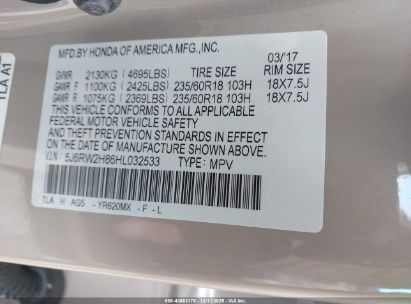 TLA A1
MFD.BY HONDA OF AMERICA MFG.,INC. 03/17
GVWR 2130KG (4695LBS) TIRE SIZE RIM SIZE
GAWR F 1100KG (2425LBS) 235/60R18 103H 18X7.5J
GAWR R 1075KG (2369LBS) 235/60R18 103H 18X7.5J
THIS VEHICLE CONFORMS TO ALL APPLICABLE
FEDERAL MOTOR VEHICLE SAFETY STANDARDS IN EFFECT
ON THE DATE OF MANUFACTURE SHOWN ABOVE.
V.I.N.: 5J6RW2H86HL032533 TYPE: MPV
TLA H AG5 - YR620MX - F - L